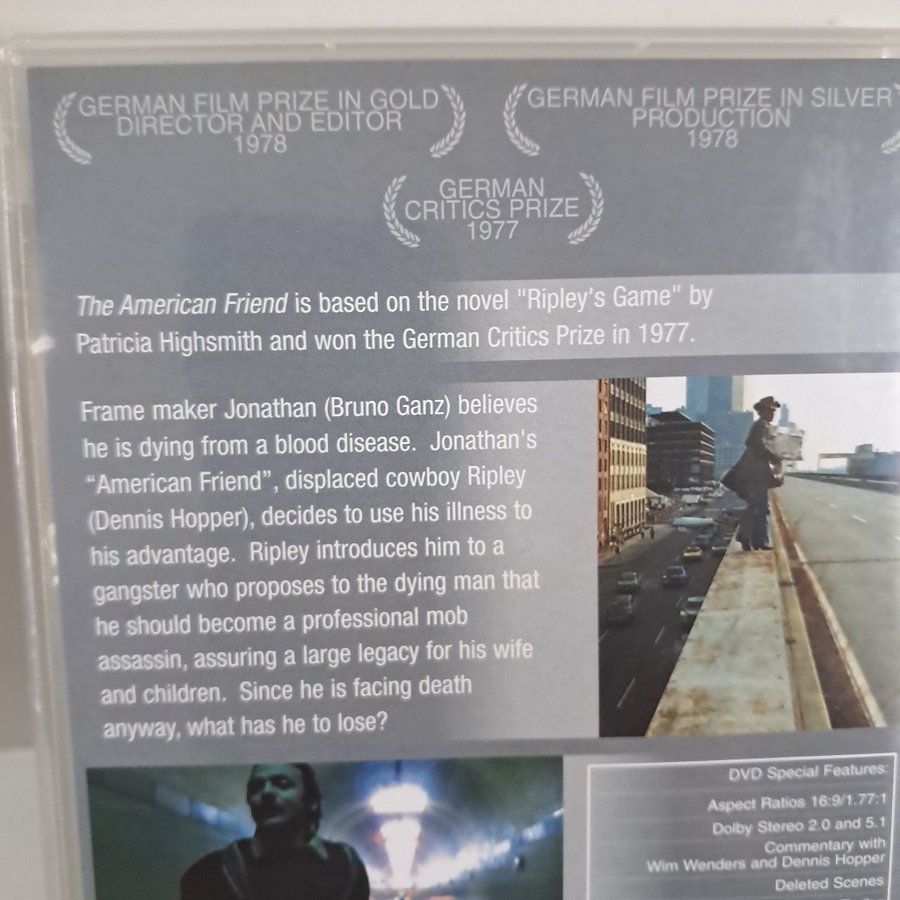 GERMAN FILM PRIZE IN GOLD
DIRECTOR AND EDITOR
1978
GERMAN FILM PRIZE IN SILVER
PRODUCTION
1978
GERMAN
CRITICS PRIZE
1977
The American Friend is based on the novel "Ripley's Game" by
Patricia Highsmith and won the German Critics Prize in 1977.
Frame maker Jonathan (Bruno Ganz) believes
he is dying from a blood disease. Jonathan's
“American Friend”, displaced cowboy Ripley
(Dennis Hopper), decides to use his illness to
his advantage. Ripley introduces him to a
gangster who proposes to the dying man that
he should become a professional mob
assassin, assuring a large legacy for his wife
and children. Since he is facing death
anyway, what has he to lose?
DVD Special Features:
Aspect Ratios 16:9/1.77:1
Dolby Stereo 2.0 and 5.1
Commentary with
Wim Wenders and Dennis Hopper
Deleted Scenes